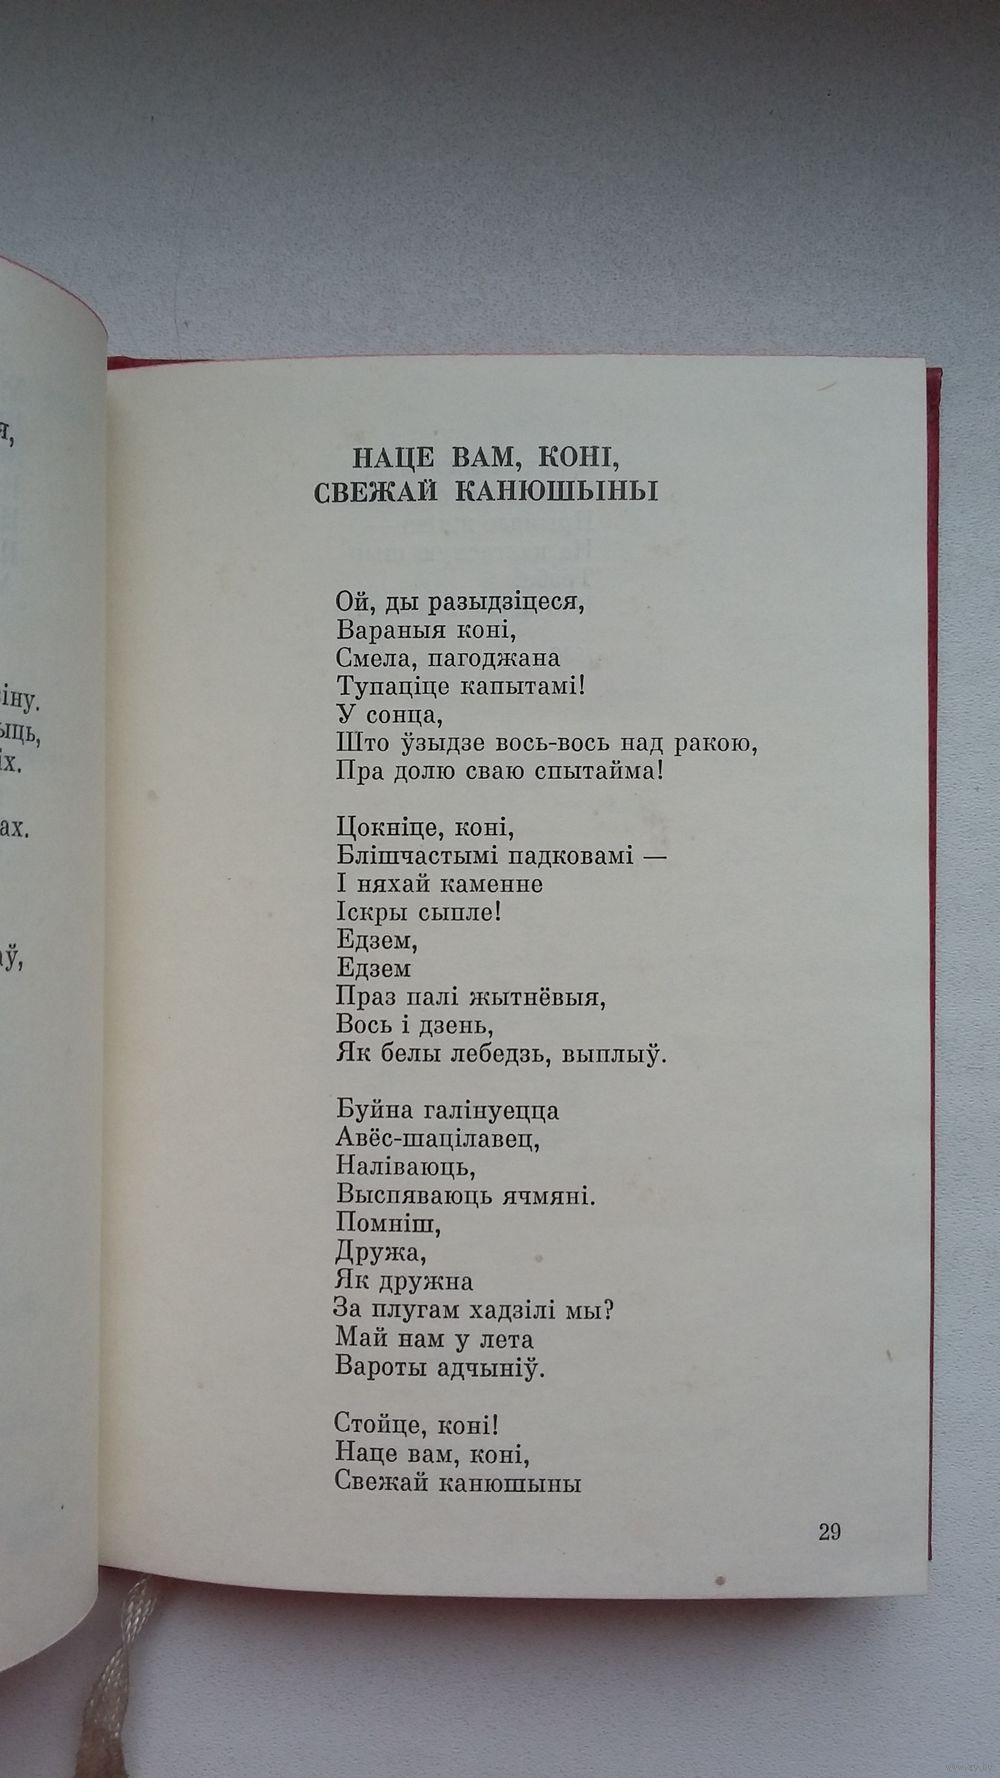 НАЦЕ ВАМ, КОНІ,
СВЕЖАЙ КАНЮШЫНЫ
Ой, ды разыдзіцеся,
Вараныя коні,
Смела, пагоджана
Тупаціце капытамі!
У сонца,
Што ўзыдзе вось-вось над ракою,
Пра долю сваю спытайма!
Цокніце, коні,
Блішчастымі падковамі —
І няхай каменне
Іскры сыпле!
Едзем,
Едзем
Праз палі жытнёвыя,
Вось і дзень,
Як белы лебедзь, выплыў.
Буйна галінуецца
Авёс-шацілавец,
Наліваюць,
Выспяваюць ячмяні.
Помніш,
Дружа,
Як дружна
За плугам хадзілі мы?
Май нам у лета
Вароты адчыніў.
Стойце, коні!
Наце вам, коні,
Свежай канюшыны
29